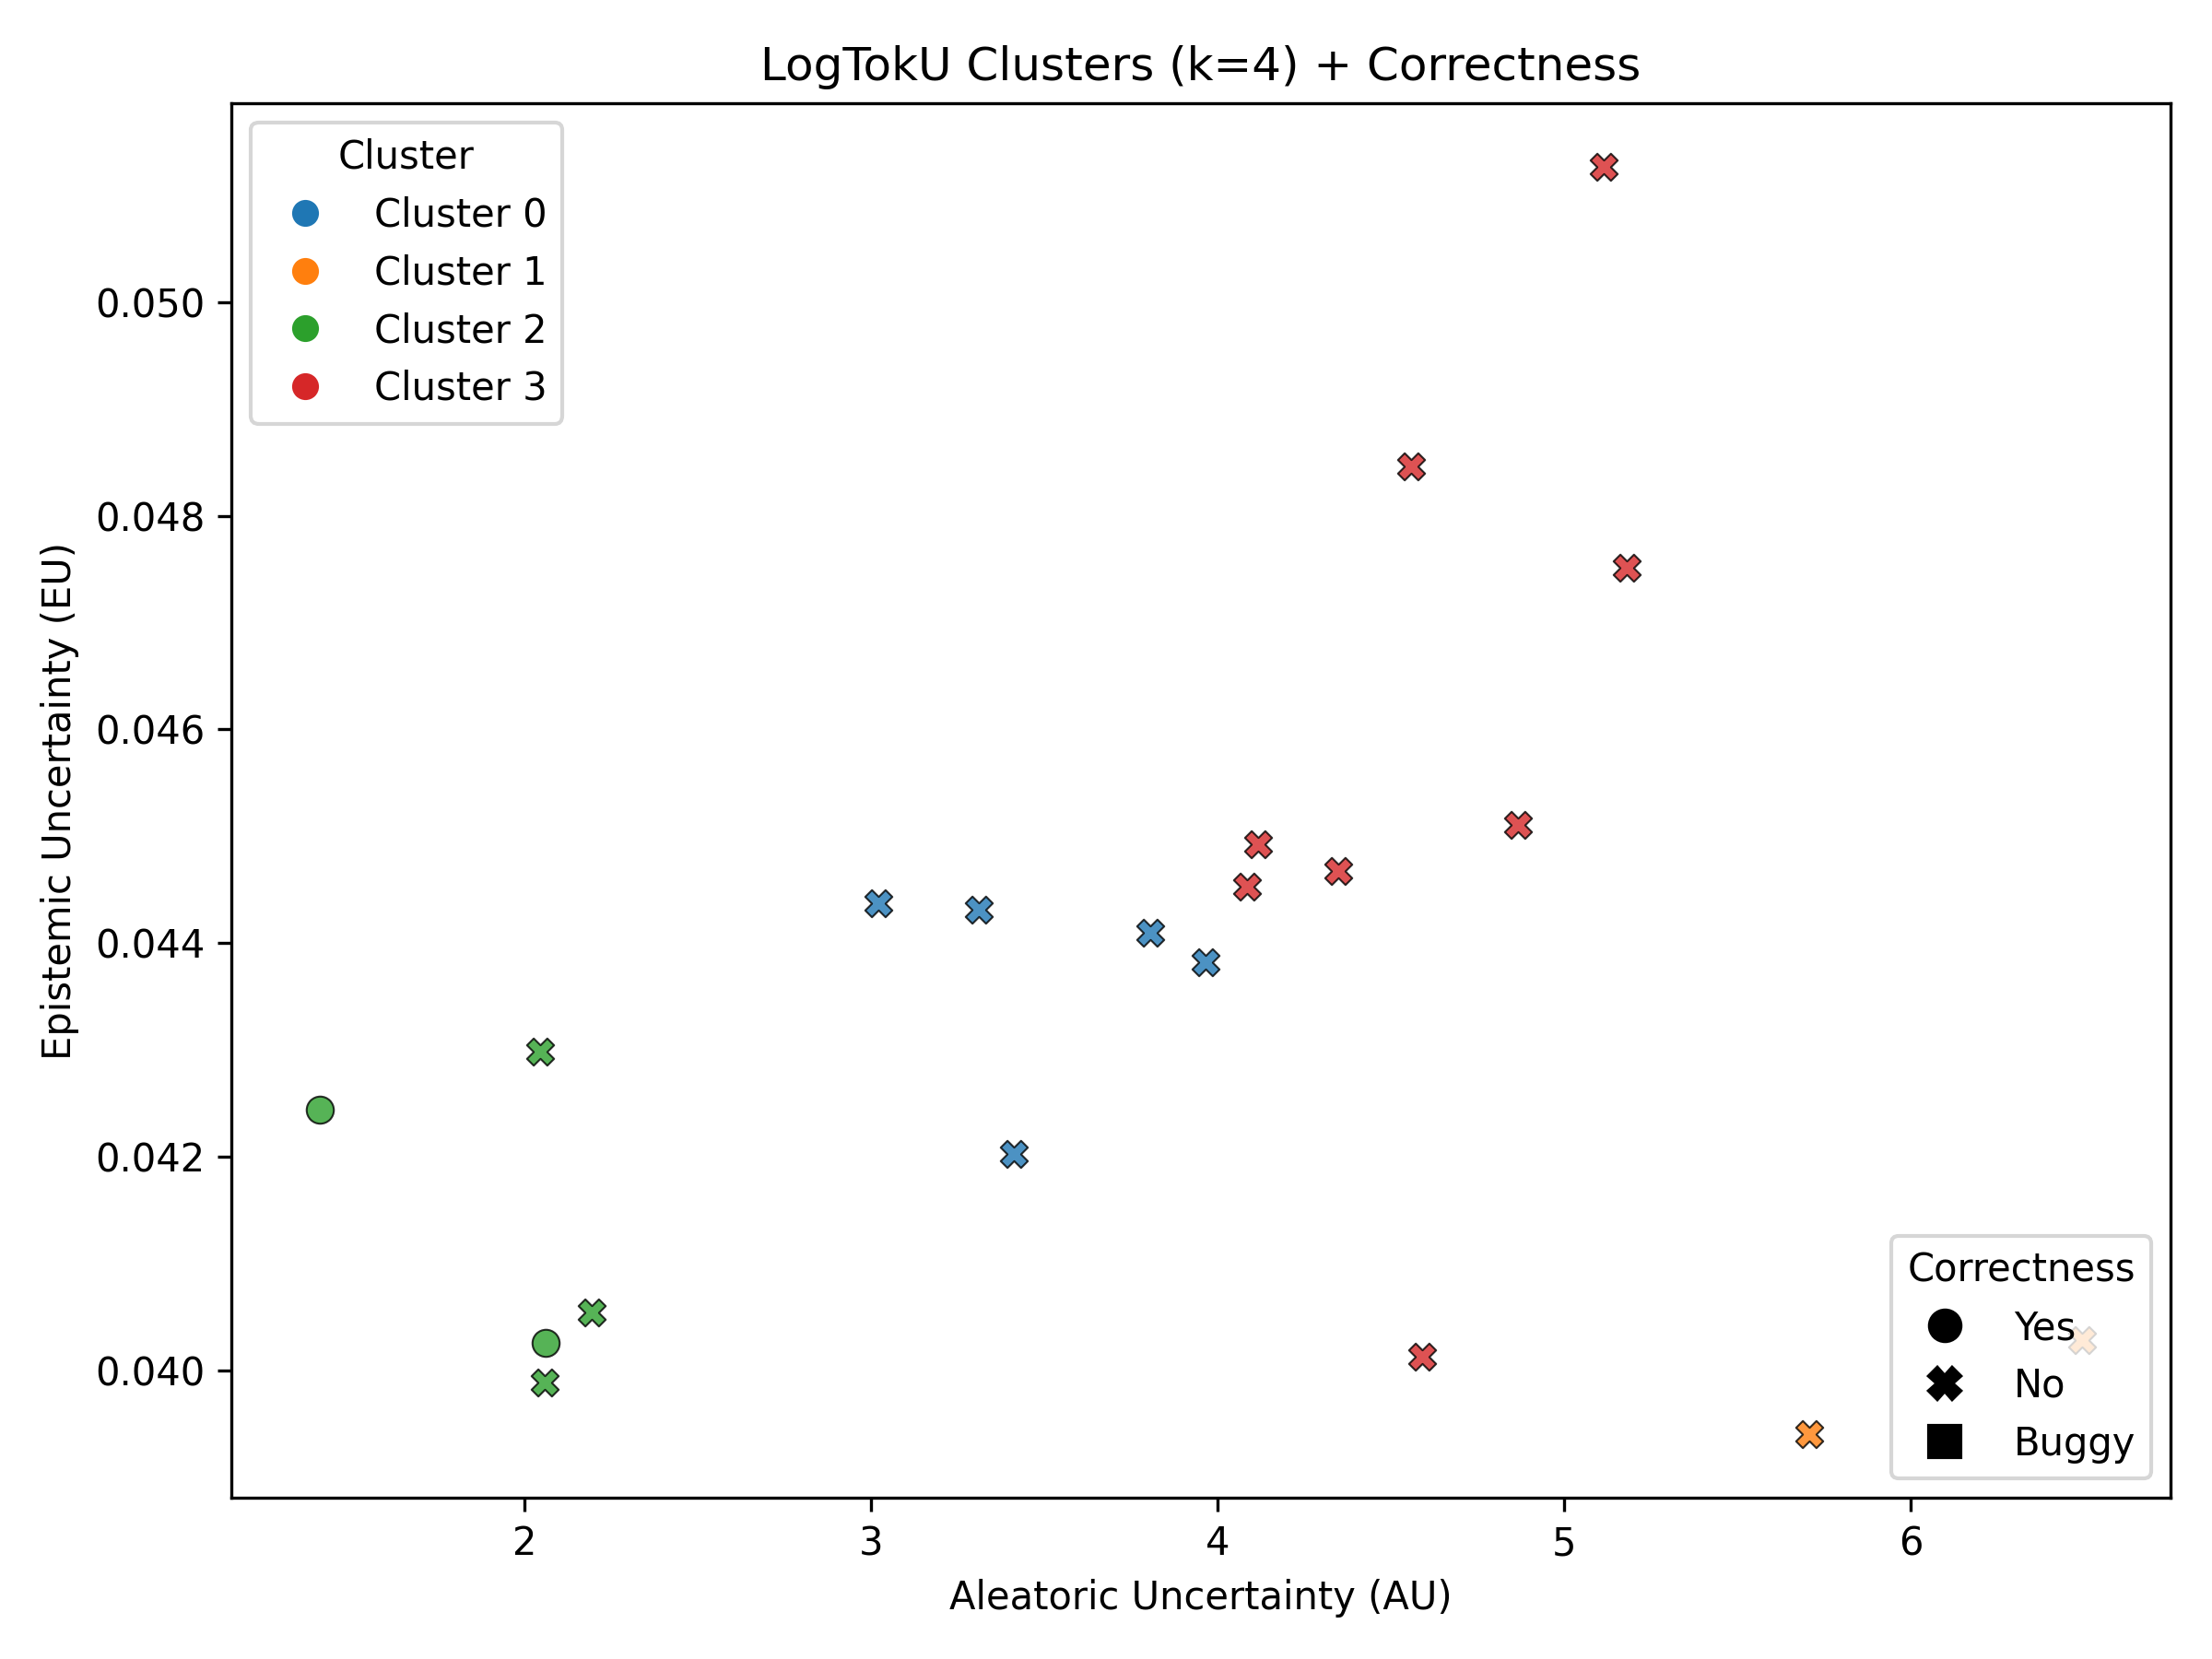 LogTokU Clusters (k=4) + Correctness
Cluster
Cluster 0
Cluster 1
Cluster 2
Cluster 3
0.050
0.048
0.046
0.044
0.042
0.040
Epistemic Uncertainty (EU)
Correctness
Yes
No
Buggy
2
3
4
5
6
Aleatoric Uncertainty (AU)